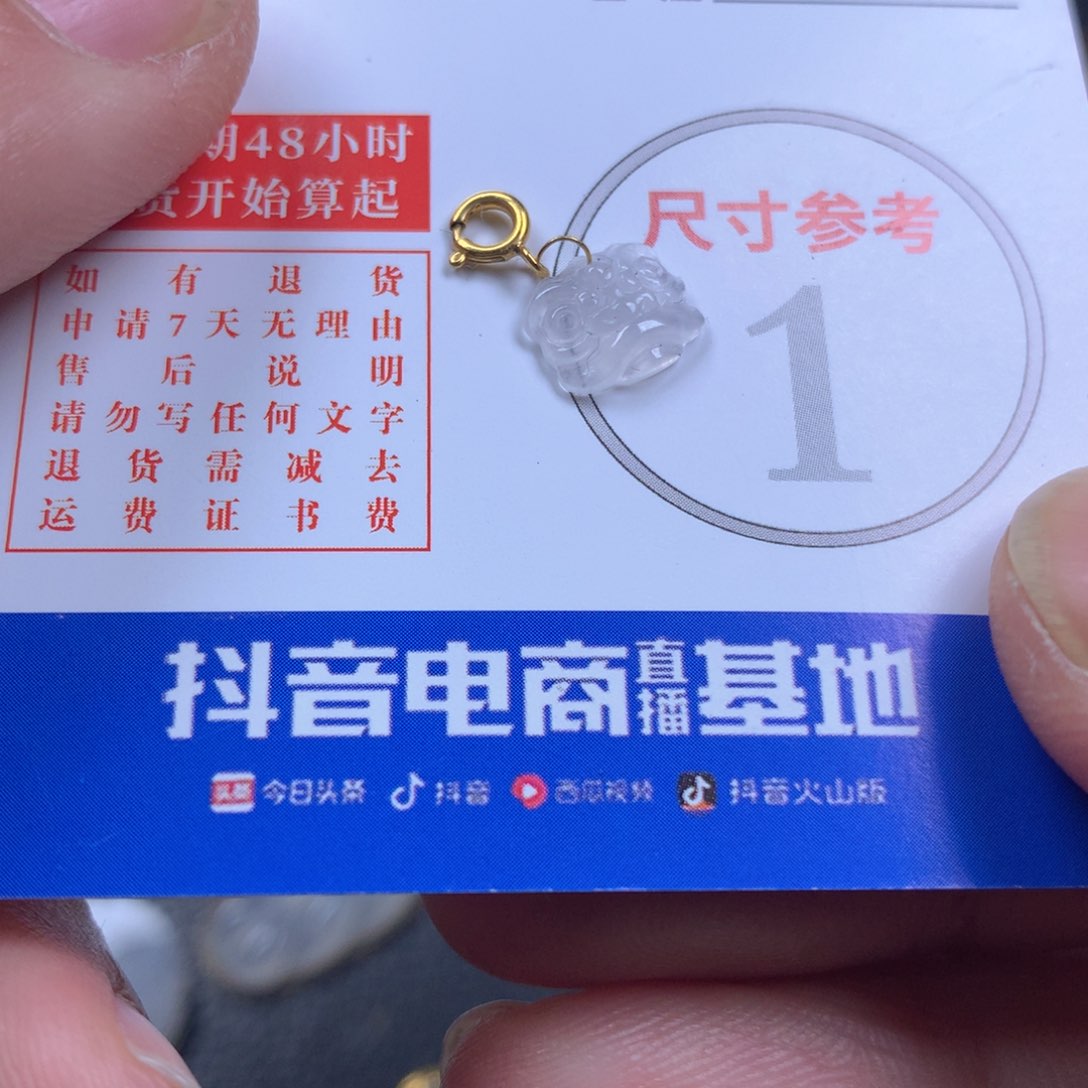 期48小时
货开始算起
尺寸参考
1
如有退货
申请7天无理由
售后说明
请勿写任何文字
退货需减去
运费证书费
抖音电商直播基地
头条 今日头条 抖音 西瓜视频 抖音火山版